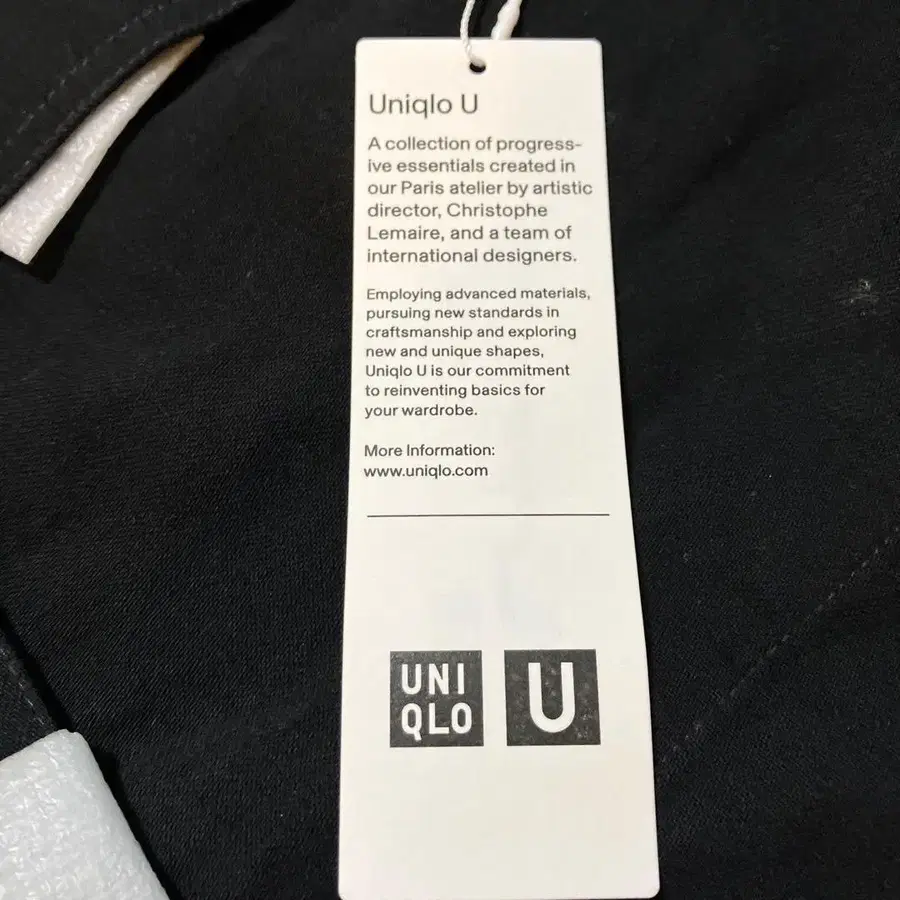 Uniqlo U
A collection of progress-
ive essentials created in
our Paris atelier by artistic
director, Christophe
Lemaire, and a team of
international designers.
Employing advanced materials,
pursuing new standards in
craftsmanship and exploring
new and unique shapes,
Uniqlo U is our commitment
to reinventing basics for
your wardrobe.
More Information:
www.uniqlo.com
UNI
QLO
U